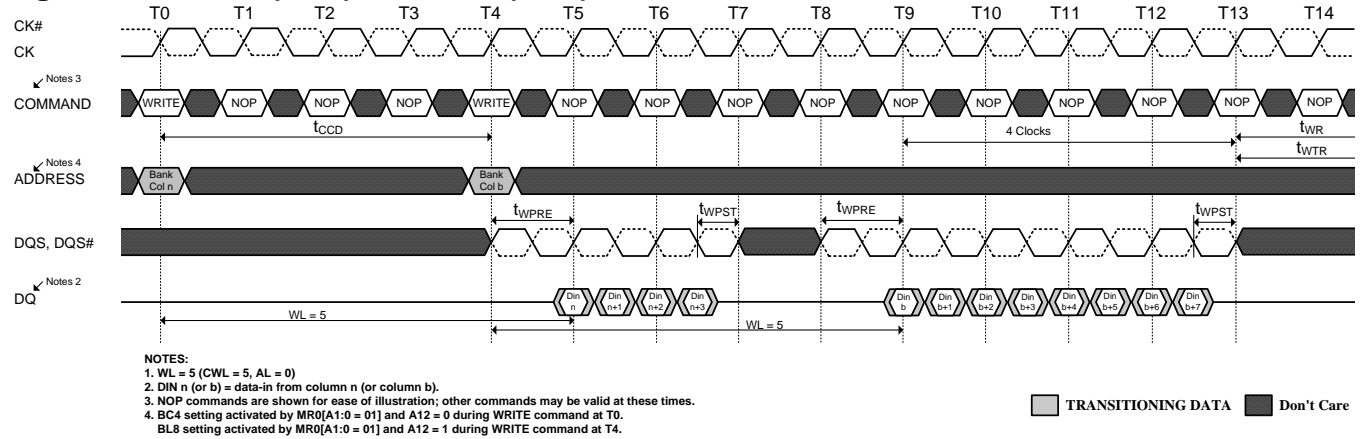 T0 T1 T2 T3 T4 T5 T6 T7 T8 T9 T10 T11 T12 T13 T14
CK#
CK
Notes 3
COMMAND WRITE NOP NOP NOP WRITE NOP NOP NOP NOP NOP NOP NOP NOP NOP NOP
tCCD 4 Clocks tWR
tWTR
Notes 4
ADDRESS Bank Col n Bank Col b
tWPRE tWPST tWPRE tWPST
DQS, DQS#
Notes 2
DQ Din n Din n+1 Din n+2 Din n+3 Din b Din b+1 Din b+2 Din b+3 Din b+4 Din b+5 Din b+6 Din b+7
WL = 5 WL = 5
NOTES:
1. WL = 5 (CWL = 5, AL = 0)
2. DIN n (or b) = data-in from column n (or column b).
3. NOP commands are shown for ease of illustration; other commands may be valid at these times.
4. BC4 setting activated by MR0[A1:0 = 01] and A12 = 0 during WRITE command at T0.
BL8 setting activated by MR0[A1:0 = 01] and A12 = 1 during WRITE command at T4.
TRANSITIONING DATA Don't Care